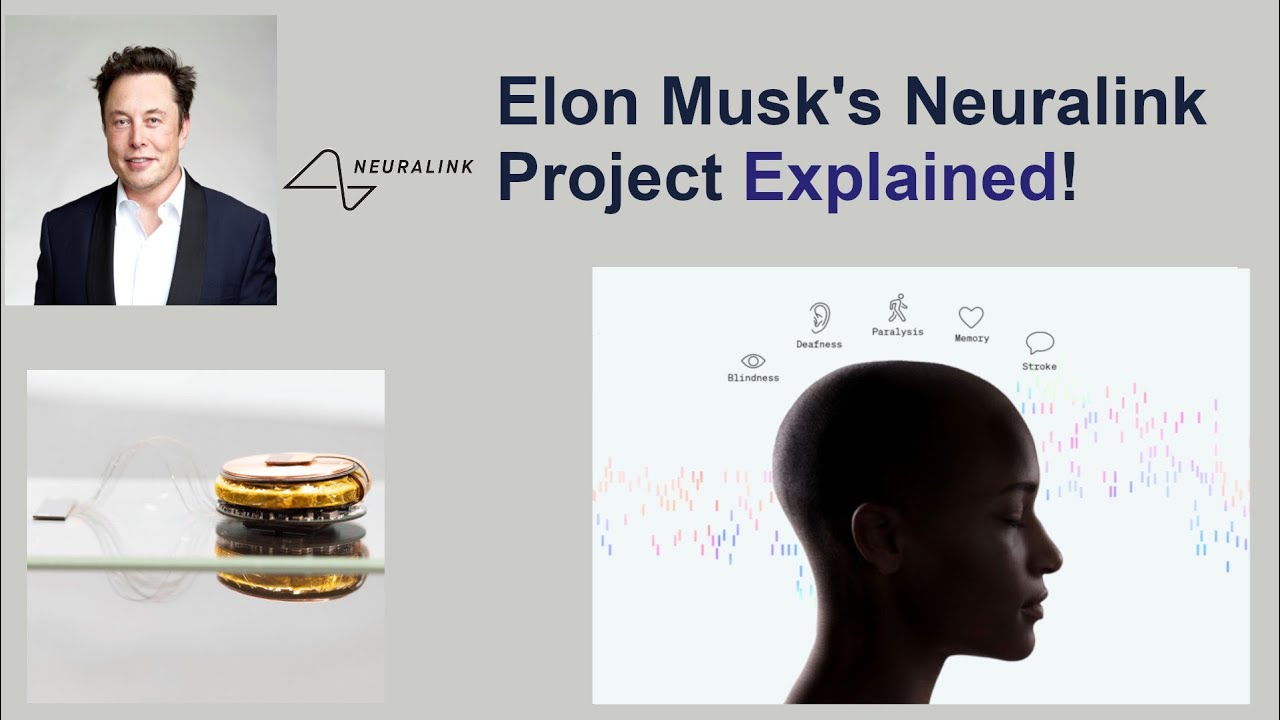 NEURALINK
Elon Musk's Neuralink
Project Explained!
Blindness
Deafness
Paralysis
Memory
Stroke